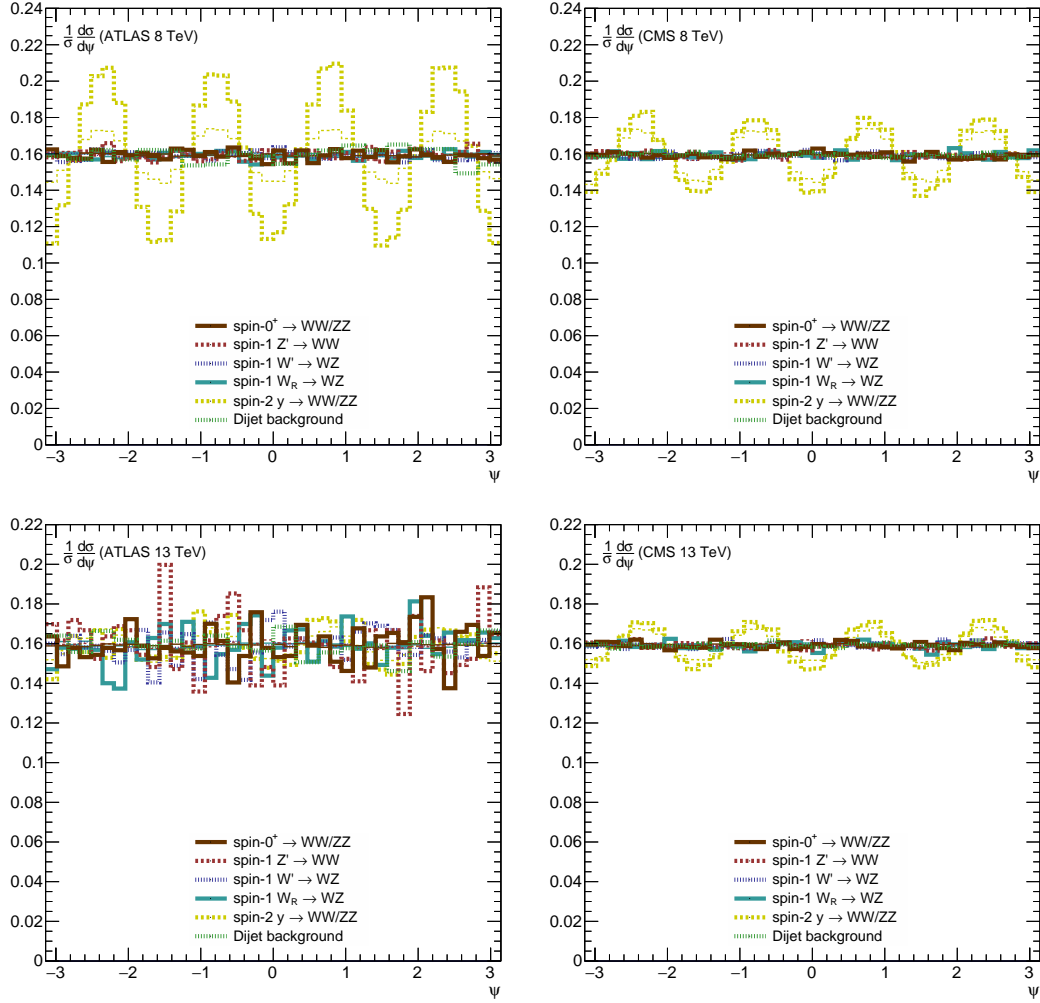 0.24
0.22
0.2
0.18
0.16
0.14
0.12
0.1
0.08
0.06
0.04
0.02
0
1/σ dσ/dψ (ATLAS 8 TeV)
spin-0⁺ → WW/ZZ
spin-1 Z' → WW
spin-1 W' → WZ
spin-1 W_R → WZ
spin-2 y → WW/ZZ
Dijet background
−3 −2 −1 0 1 2 3
ψ
0.24
0.22
0.2
0.18
0.16
0.14
0.12
0.1
0.08
0.06
0.04
0.02
0
1/σ dσ/dψ (CMS 8 TeV)
spin-0⁺ → WW/ZZ
spin-1 Z' → WW
spin-1 W' → WZ
spin-1 W_R → WZ
spin-2 y → WW/ZZ
Dijet background
−3 −2 −1 0 1 2 3
ψ
0.22
0.2
0.18
0.16
0.14
0.12
0.1
0.08
0.06
0.04
0.02
0
1/σ dσ/dψ (ATLAS 13 TeV)
spin-0⁺ → WW/ZZ
spin-1 Z' → WW
spin-1 W' → WZ
spin-1 W_R → WZ
spin-2 y → WW/ZZ
Dijet background
−3 −2 −1 0 1 2 3
ψ
0.22
0.2
0.18
0.16
0.14
0.12
0.1
0.08
0.06
0.04
0.02
0
1/σ dσ/dψ (CMS 13 TeV)
spin-0⁺ → WW/ZZ
spin-1 Z' → WW
spin-1 W' → WZ
spin-1 W_R → WZ
spin-2 y → WW/ZZ
Dijet background
−3 −2 −1 0 1 2 3
ψ